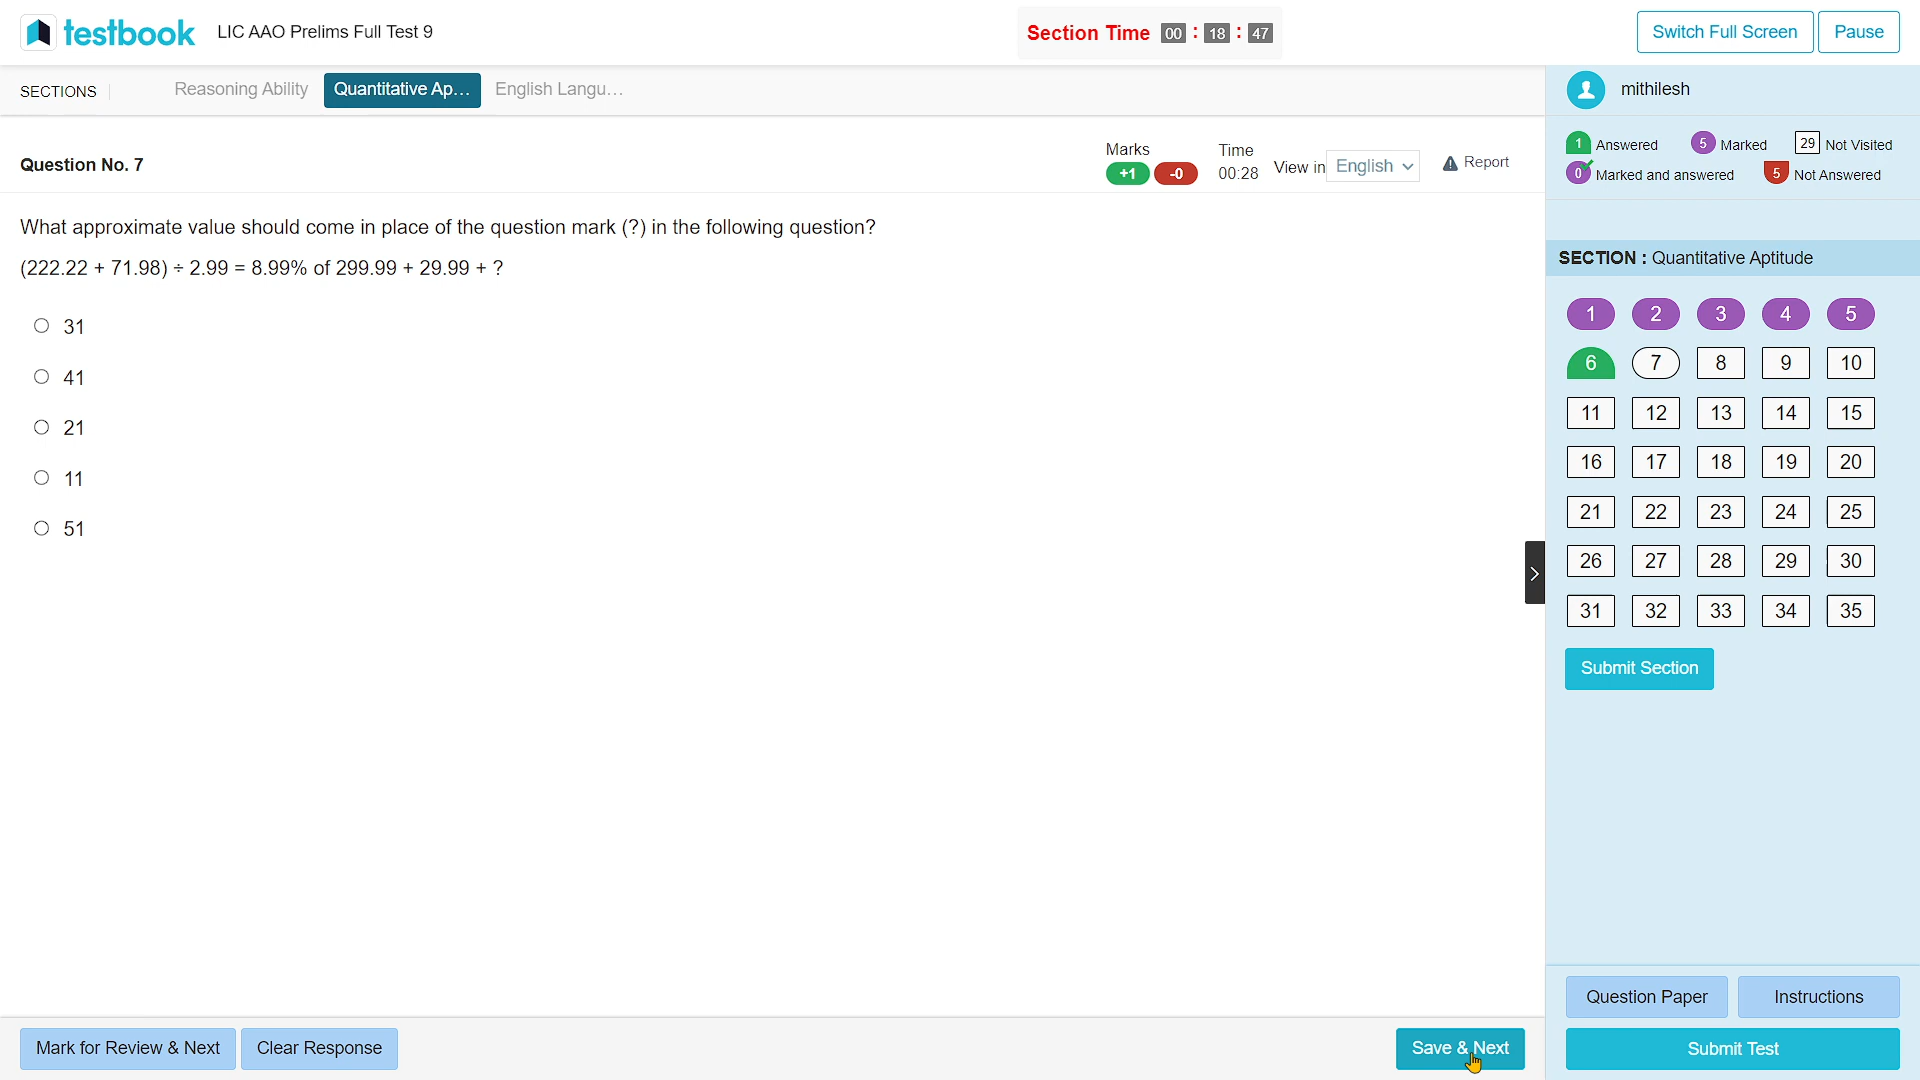 testbook LIC AAO Prelims Full Test 9 Section Time 00 : 18 : 47 Switch Full Screen Pause
SECTIONS Reasoning Ability Quantitative Ap... English Langu... mithilesh
Question No. 7 Marks +1 -0 Time 00:28 View in English Report
1 Answered 5 Marked 29 Not Visited
0 Marked and answered 5 Not Answered
What approximate value should come in place of the question mark (?) in the following question?
(222.22 + 71.98) ÷ 2.99 = 8.99% of 299.99 + 29.99 + ?
31
41
21
11
51
SECTION : Quantitative Aptitude
1 2 3 4 5
6 7 8 9 10
11 12 13 14 15
16 17 18 19 20
21 22 23 24 25
26 27 28 29 30
31 32 33 34 35
Submit Section
Question Paper Instructions
Mark for Review & Next Clear Response Save & Next Submit Test